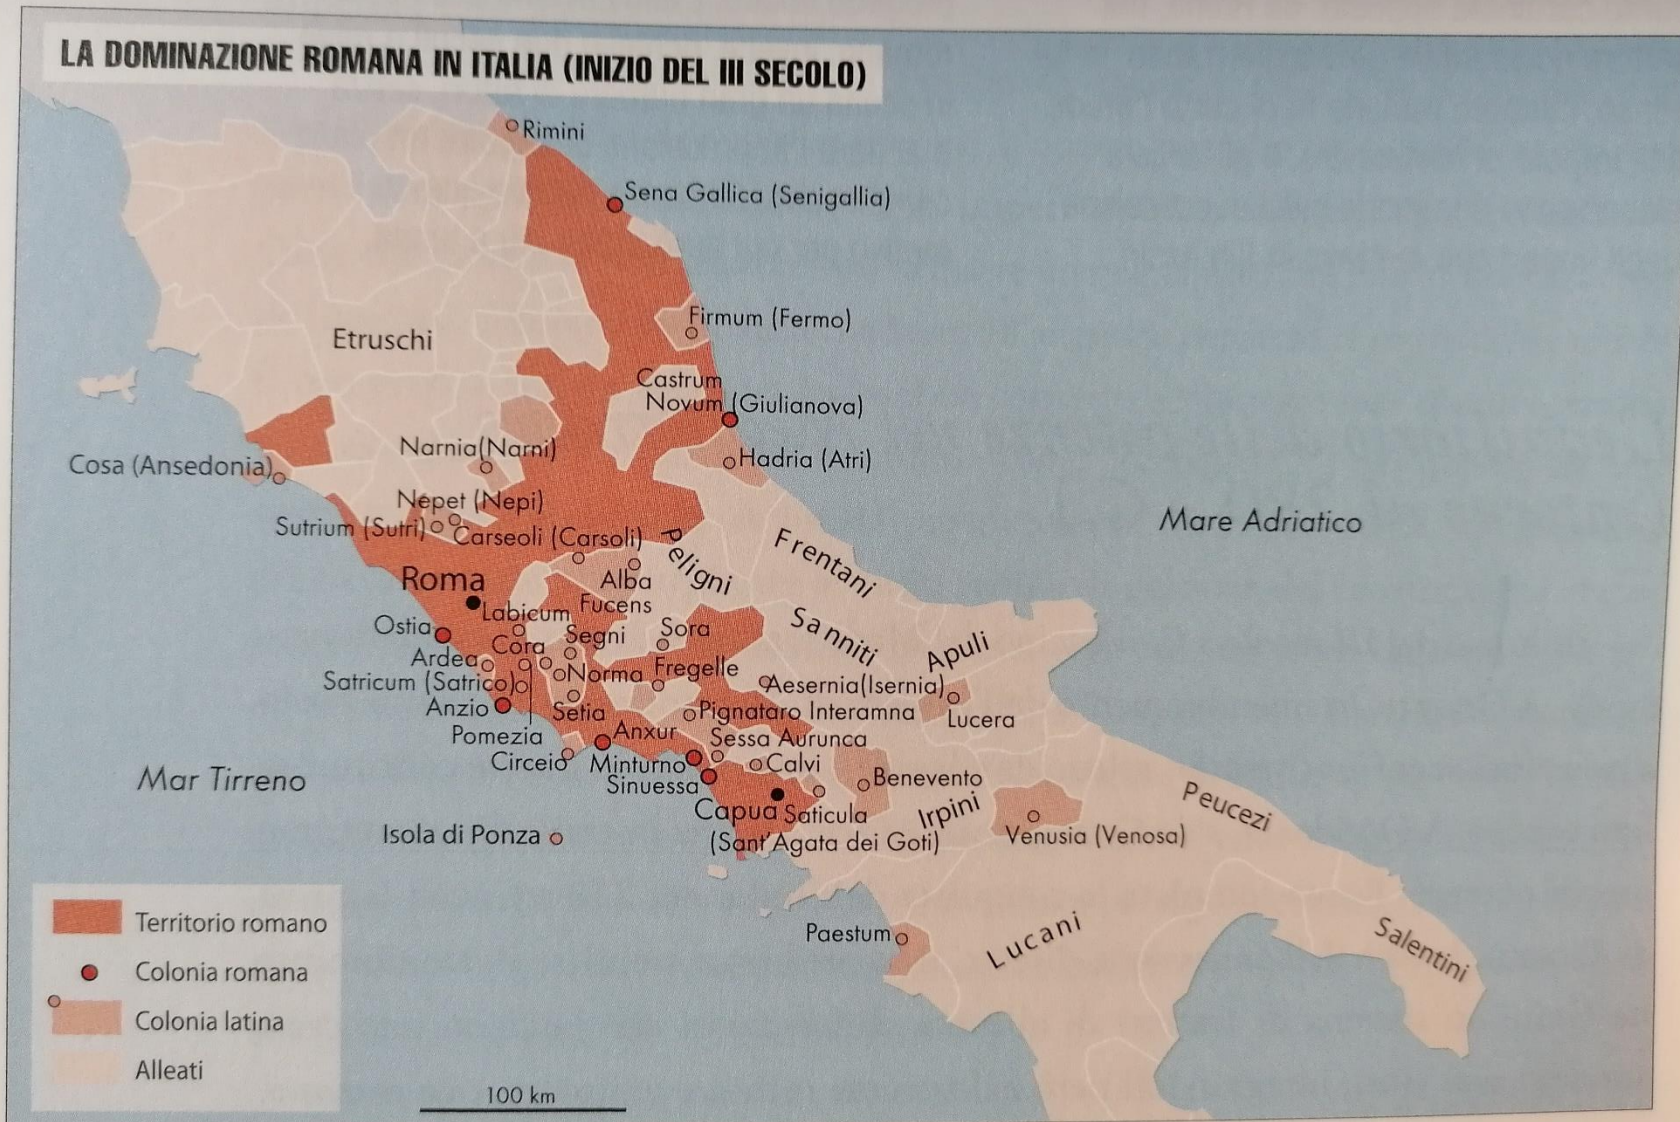 LA DOMINAZIONE ROMANA IN ITALIA (INIZIO DEL III SECOLO)
Rimini
Sena Gallica (Senigallia)
Firmum (Fermo)
Etruschi
Castrum
Novum (Giulianova)
Narnia(Narni)
Hadria (Atri)
Cosa (Ansedonia)
Nepet (Nepi)
Sutrium (Sutri)
Carseoli (Carsoli)
Peligni
Frentani
Mare Adriatico
Roma
Alba
Fucens
Labicum
Ostia
Cora
Segni
Sora
Sanniti
Apuli
Ardea
Norma
Fregelle
Satricum (Satrico)
Aesernia(Isernia)
Anzio
Setia
Pignataro Interamna
Lucera
Pomezia
Anxur
Sessa Aurunca
Circeio
Minturno
Calvi
Sinuessa
Benevento
Mar Tirreno
Capua
Saticula
(Sant'Agata dei Goti)
Irpini
Venusia (Venosa)
Peucezi
Isola di Ponza
Paestum
Lucani
Salentini
Territorio romano
Colonia romana
Colonia latina
Alleati
100 km